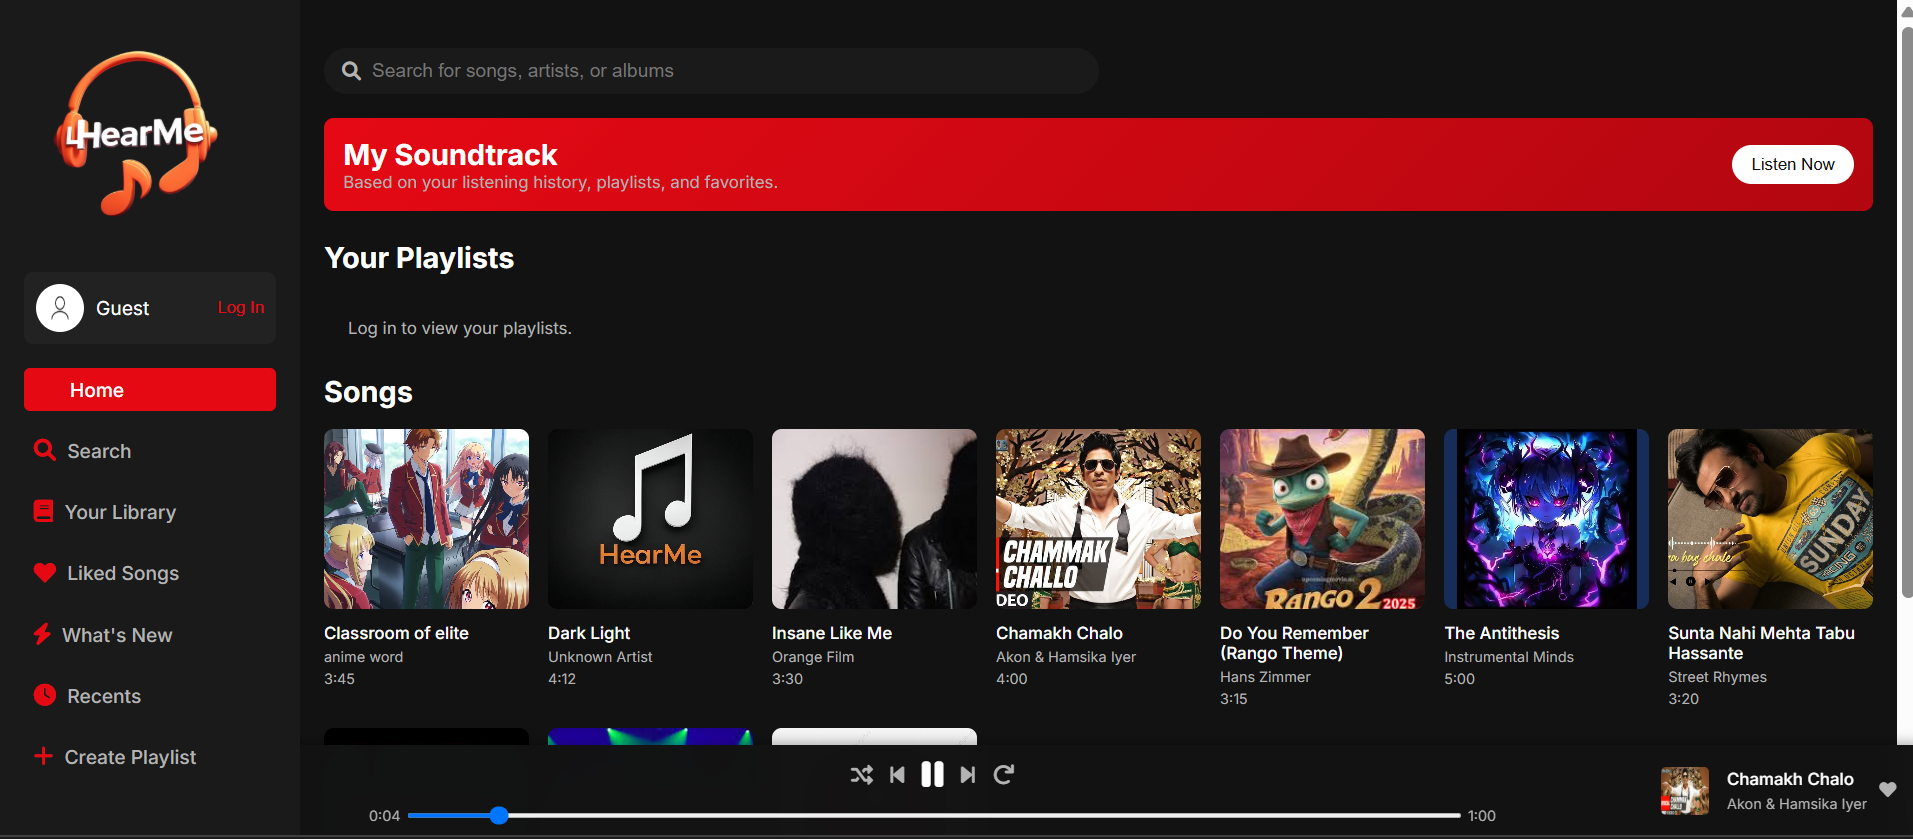 HearMe
Guest
Log In
Home
Search
Your Library
Liked Songs
What's New
Recents
Create Playlist
Search for songs, artists, or albums
My Soundtrack
Based on your listening history, playlists, and favorites.
Listen Now
Your Playlists
Log in to view your playlists.
Songs
HearMe
CHAMMAK
CHALLO
DEO
RANGO 2
2025
SUNDAY
Classroom of elite
anime word
3:45
Dark Light
Unknown Artist
4:12
Insane Like Me
Orange Film
3:30
Chamakh Chalo
Akon & Hamsika Iyer
4:00
Do You Remember
(Rango Theme)
Hans Zimmer
3:15
The Antithesis
Instrumental Minds
5:00
Sunta Nahi Mehta Tabu
Hassante
Street Rhymes
3:20
0:04
1:00
Chamakh Chalo
Akon & Hamsika Iyer